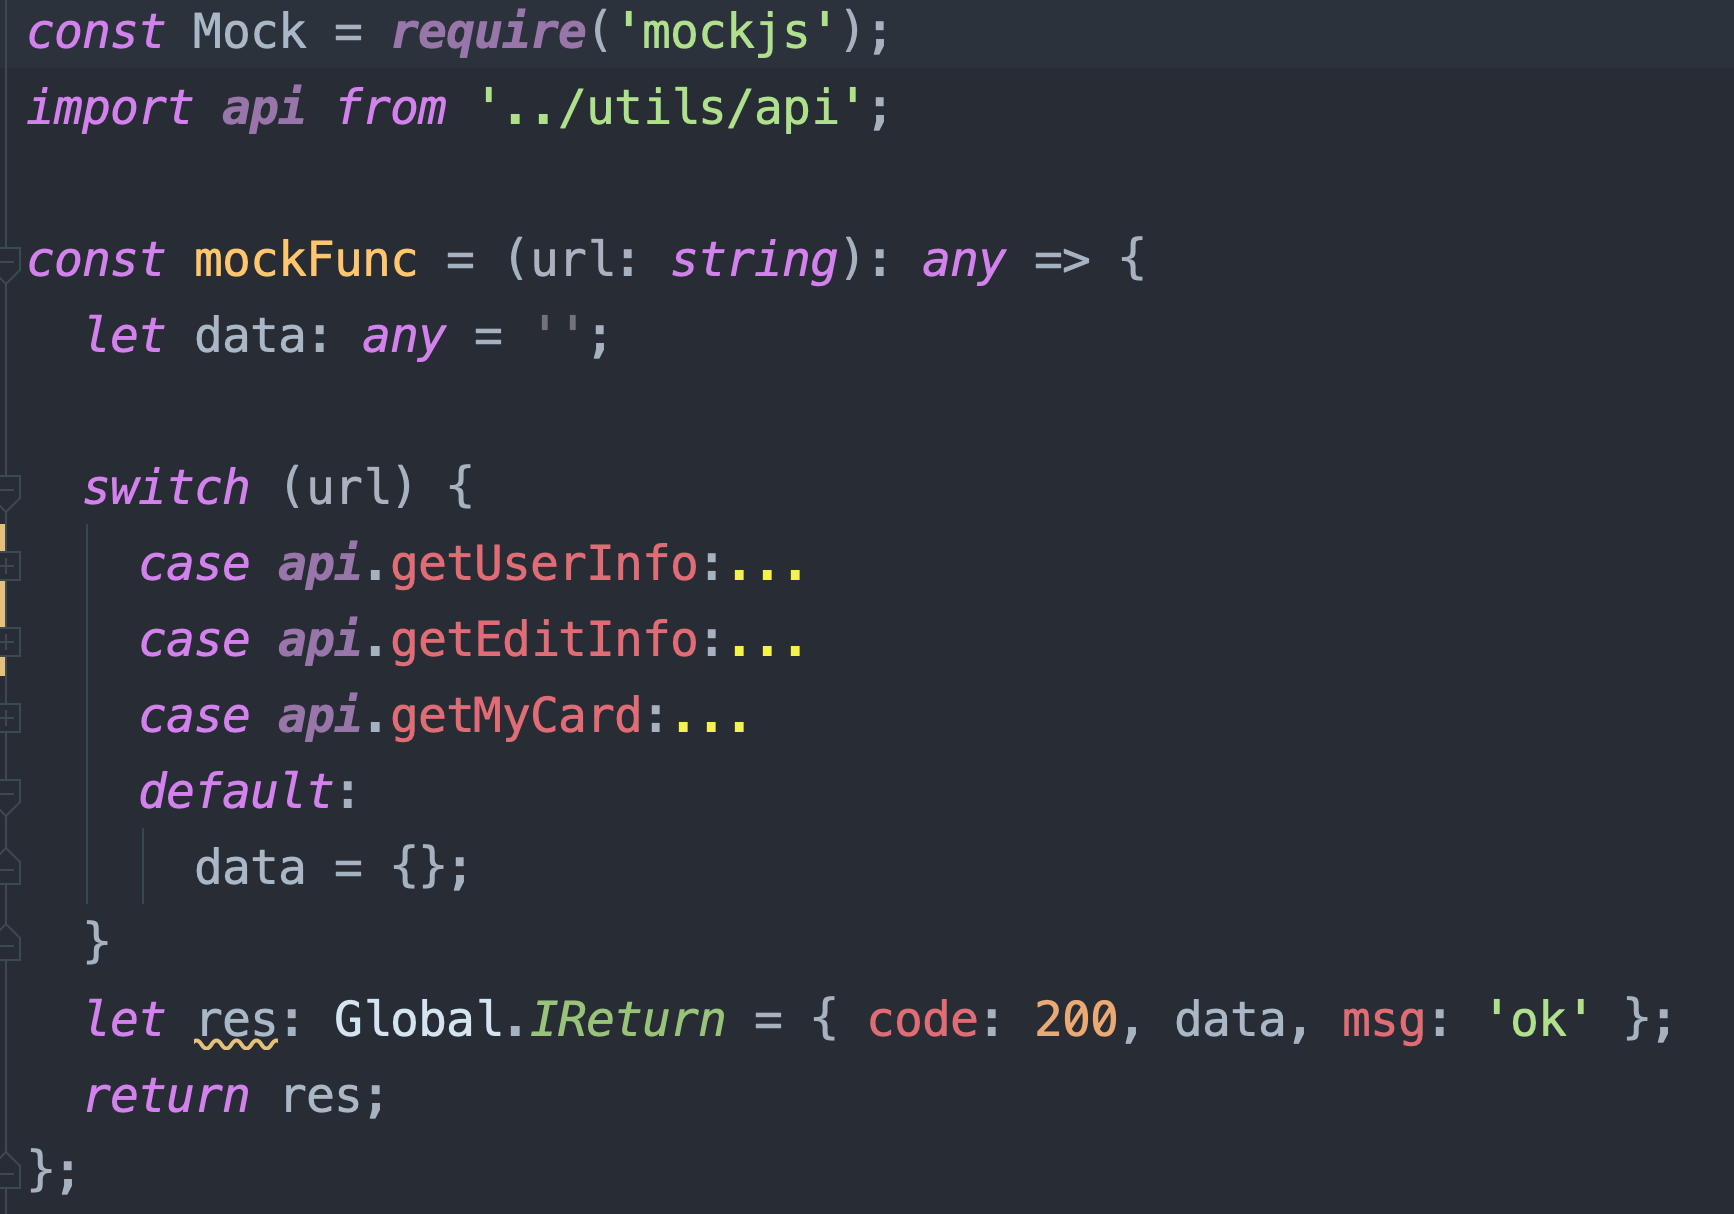 const Mock = require('mockjs');
import api from '../utils/api';
const mockFunc = (url: string): any => {
let data: any = '';
switch (url) {
case api.getUserInfo:...
case api.getEditInfo:...
case api.getMyCard:...
default:
data = {};
}
let res: Global.IReturn = { code: 200, data, msg: 'ok' };
return res;
};